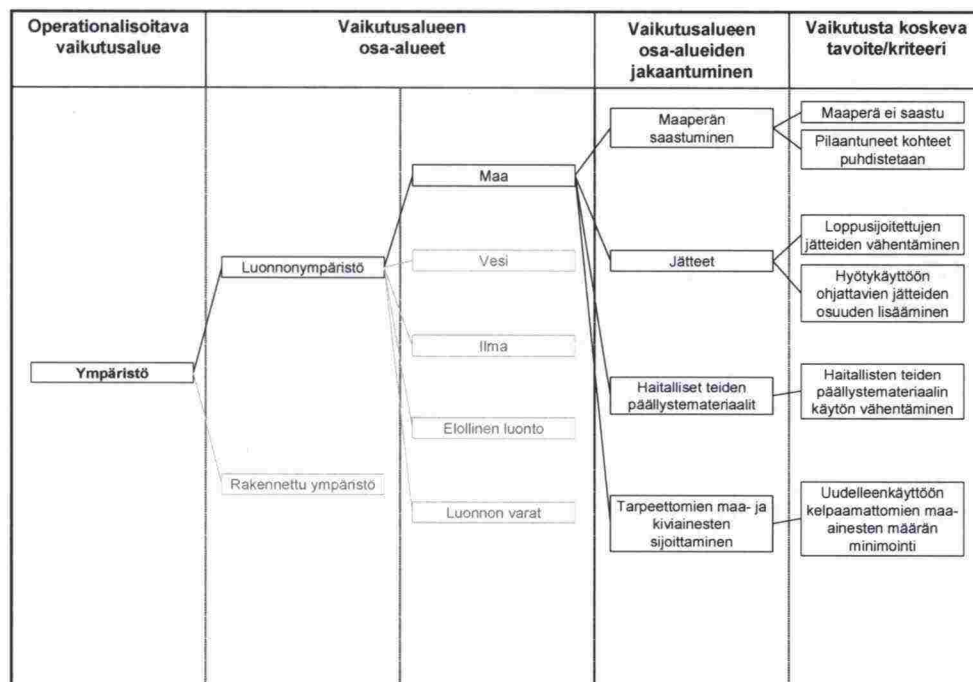 Operationalisoitava
vaikutusalue
Vaikutusalueen
osa-alueet
Vaikutusalueen
osa-alueiden
jakaantuminen
Vaikutusta koskeva
tavoite/kriteeri
Ympäristö
Luonnonympäristö
Rakennettu ympäristö
Maa
Vesi
Ilma
Elollinen luonto
Luonnon varat
Maaperän
saastuminen
Jätteet
Haitalliset teiden
päällystemateriaalit
Tarpeettomien maa- ja
kiviainesten
sijoittaminen
Maaperä ei saastu
Pilaantuneet kohteet
puhdistetaan
Loppusijoitettujen
jätteiden vähentäminen
Hyötykäyttöön
ohjattavien jätteiden
osuuden lisääminen
Haitallisten teiden
päällystemateriaalin
käytön vähentäminen
Uudelleenkäyttöön
kelpaamattomien maa-
ainesten määrän
minimointi